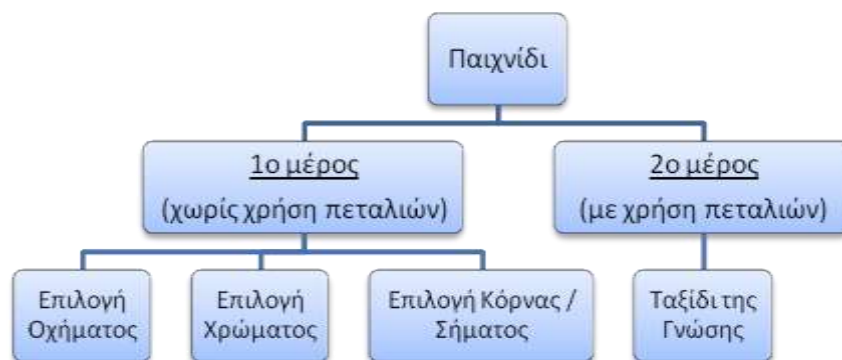 Παιχνίδι
1ο μέρος
(χωρίς χρήση πεταλιών)
2ο μέρος
(με χρήση πεταλιών)
Επιλογή
Οχήματος
Επιλογή
Χρώματος
Επιλογή Κόρνας /
Σήματος
Ταξίδι της
Γνώσης